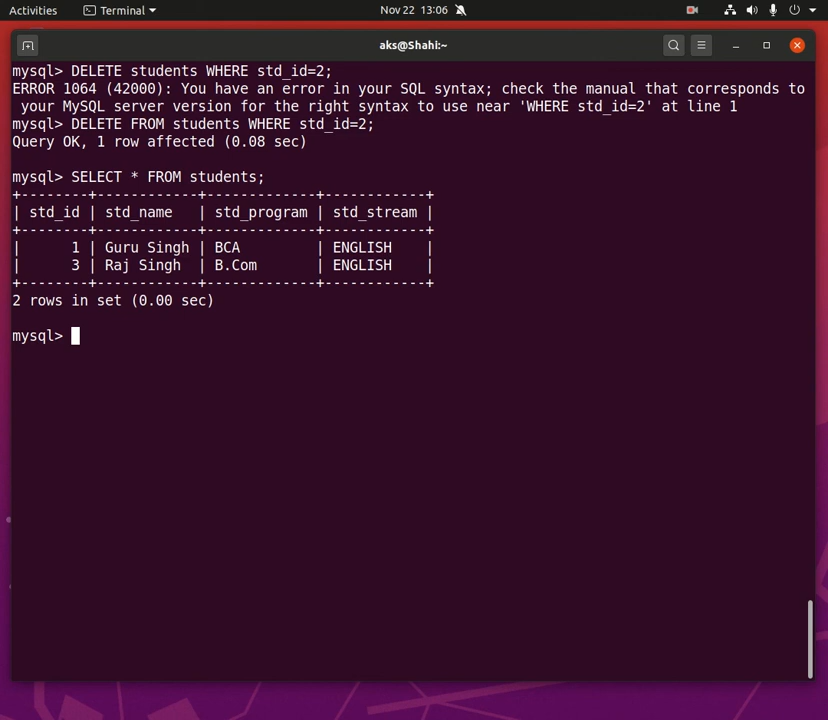 Activities Terminal Nov 22 13:06
aks@Shahi:~
mysql> DELETE students WHERE std_id=2;
ERROR 1064 (42000): You have an error in your SQL syntax; check the manual that corresponds to
 your MySQL server version for the right syntax to use near 'WHERE std_id=2' at line 1
mysql> DELETE FROM students WHERE std_id=2;
Query OK, 1 row affected (0.08 sec)
mysql> SELECT * FROM students;
+--------+------------+-------------+------------+
| std_id | std_name   | std_program | std_stream |
+--------+------------+-------------+------------+
|      1 | Guru Singh | BCA         | ENGLISH    |
|      3 | Raj Singh  | B.Com       | ENGLISH    |
+--------+------------+-------------+------------+
2 rows in set (0.00 sec)
mysql>